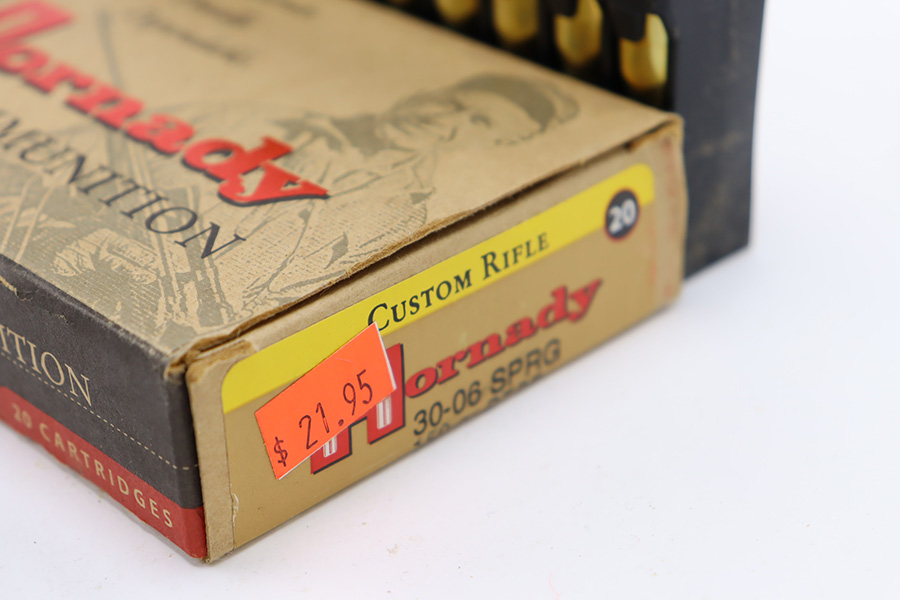 Hornady
MUNITION
CUSTOM RIFLE
20
Hornady
30-06 SPRG
$ 21.95
ITION
20 CARTRIDGES